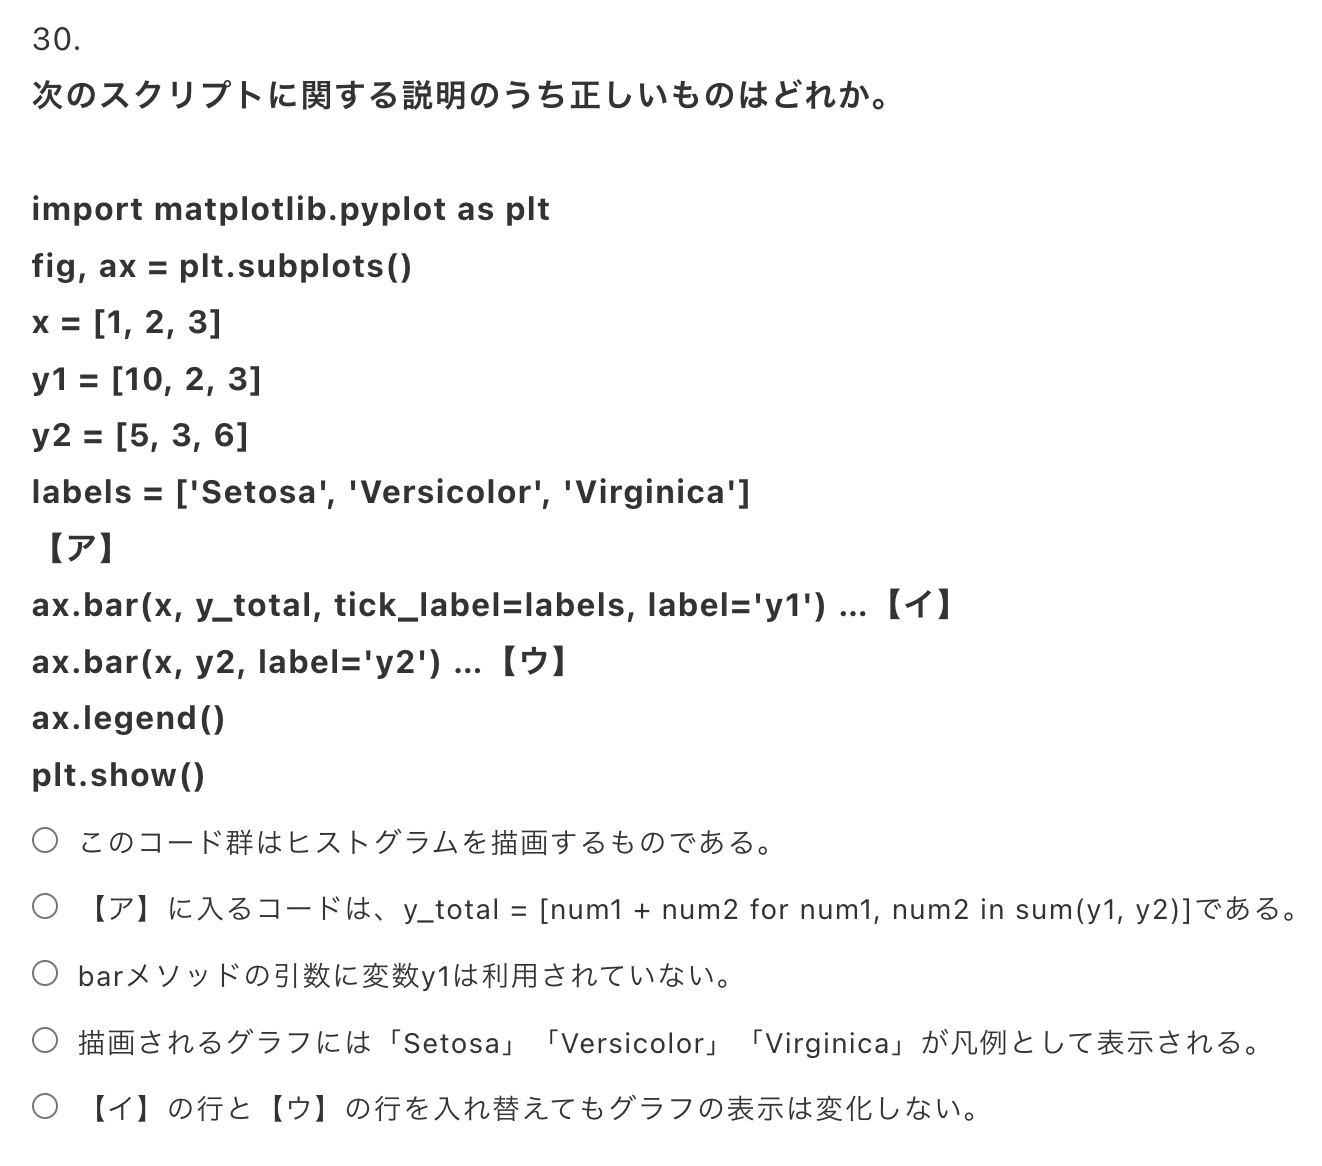 30.
次のスクリプトに関する説明のうち正しいものはどれか。
import matplotlib.pyplot as plt
fig, ax = plt.subplots()
x = [1, 2, 3]
y1 = [10, 2, 3]
y2 = [5, 3, 6]
labels = ['Setosa', 'Versicolor', 'Virginica']
【ア】
ax.bar(x, y_total, tick_label=labels, label='y1') ...【イ】
ax.bar(x, y2, label='y2') ...【ウ】
ax.legend()
plt.show()
このコード群はヒストグラムを描画するものである。
【ア】に入るコードは、y_total = [num1 + num2 for num1, num2 in sum(y1, y2)]である。
barメソッドの引数に変数y1は利用されていない。
描画されるグラフには「Setosa」「Versicolor」「Virginica」が凡例として表示される。
【イ】の行と【ウ】の行を入れ替えてもグラフの表示は変化しない。